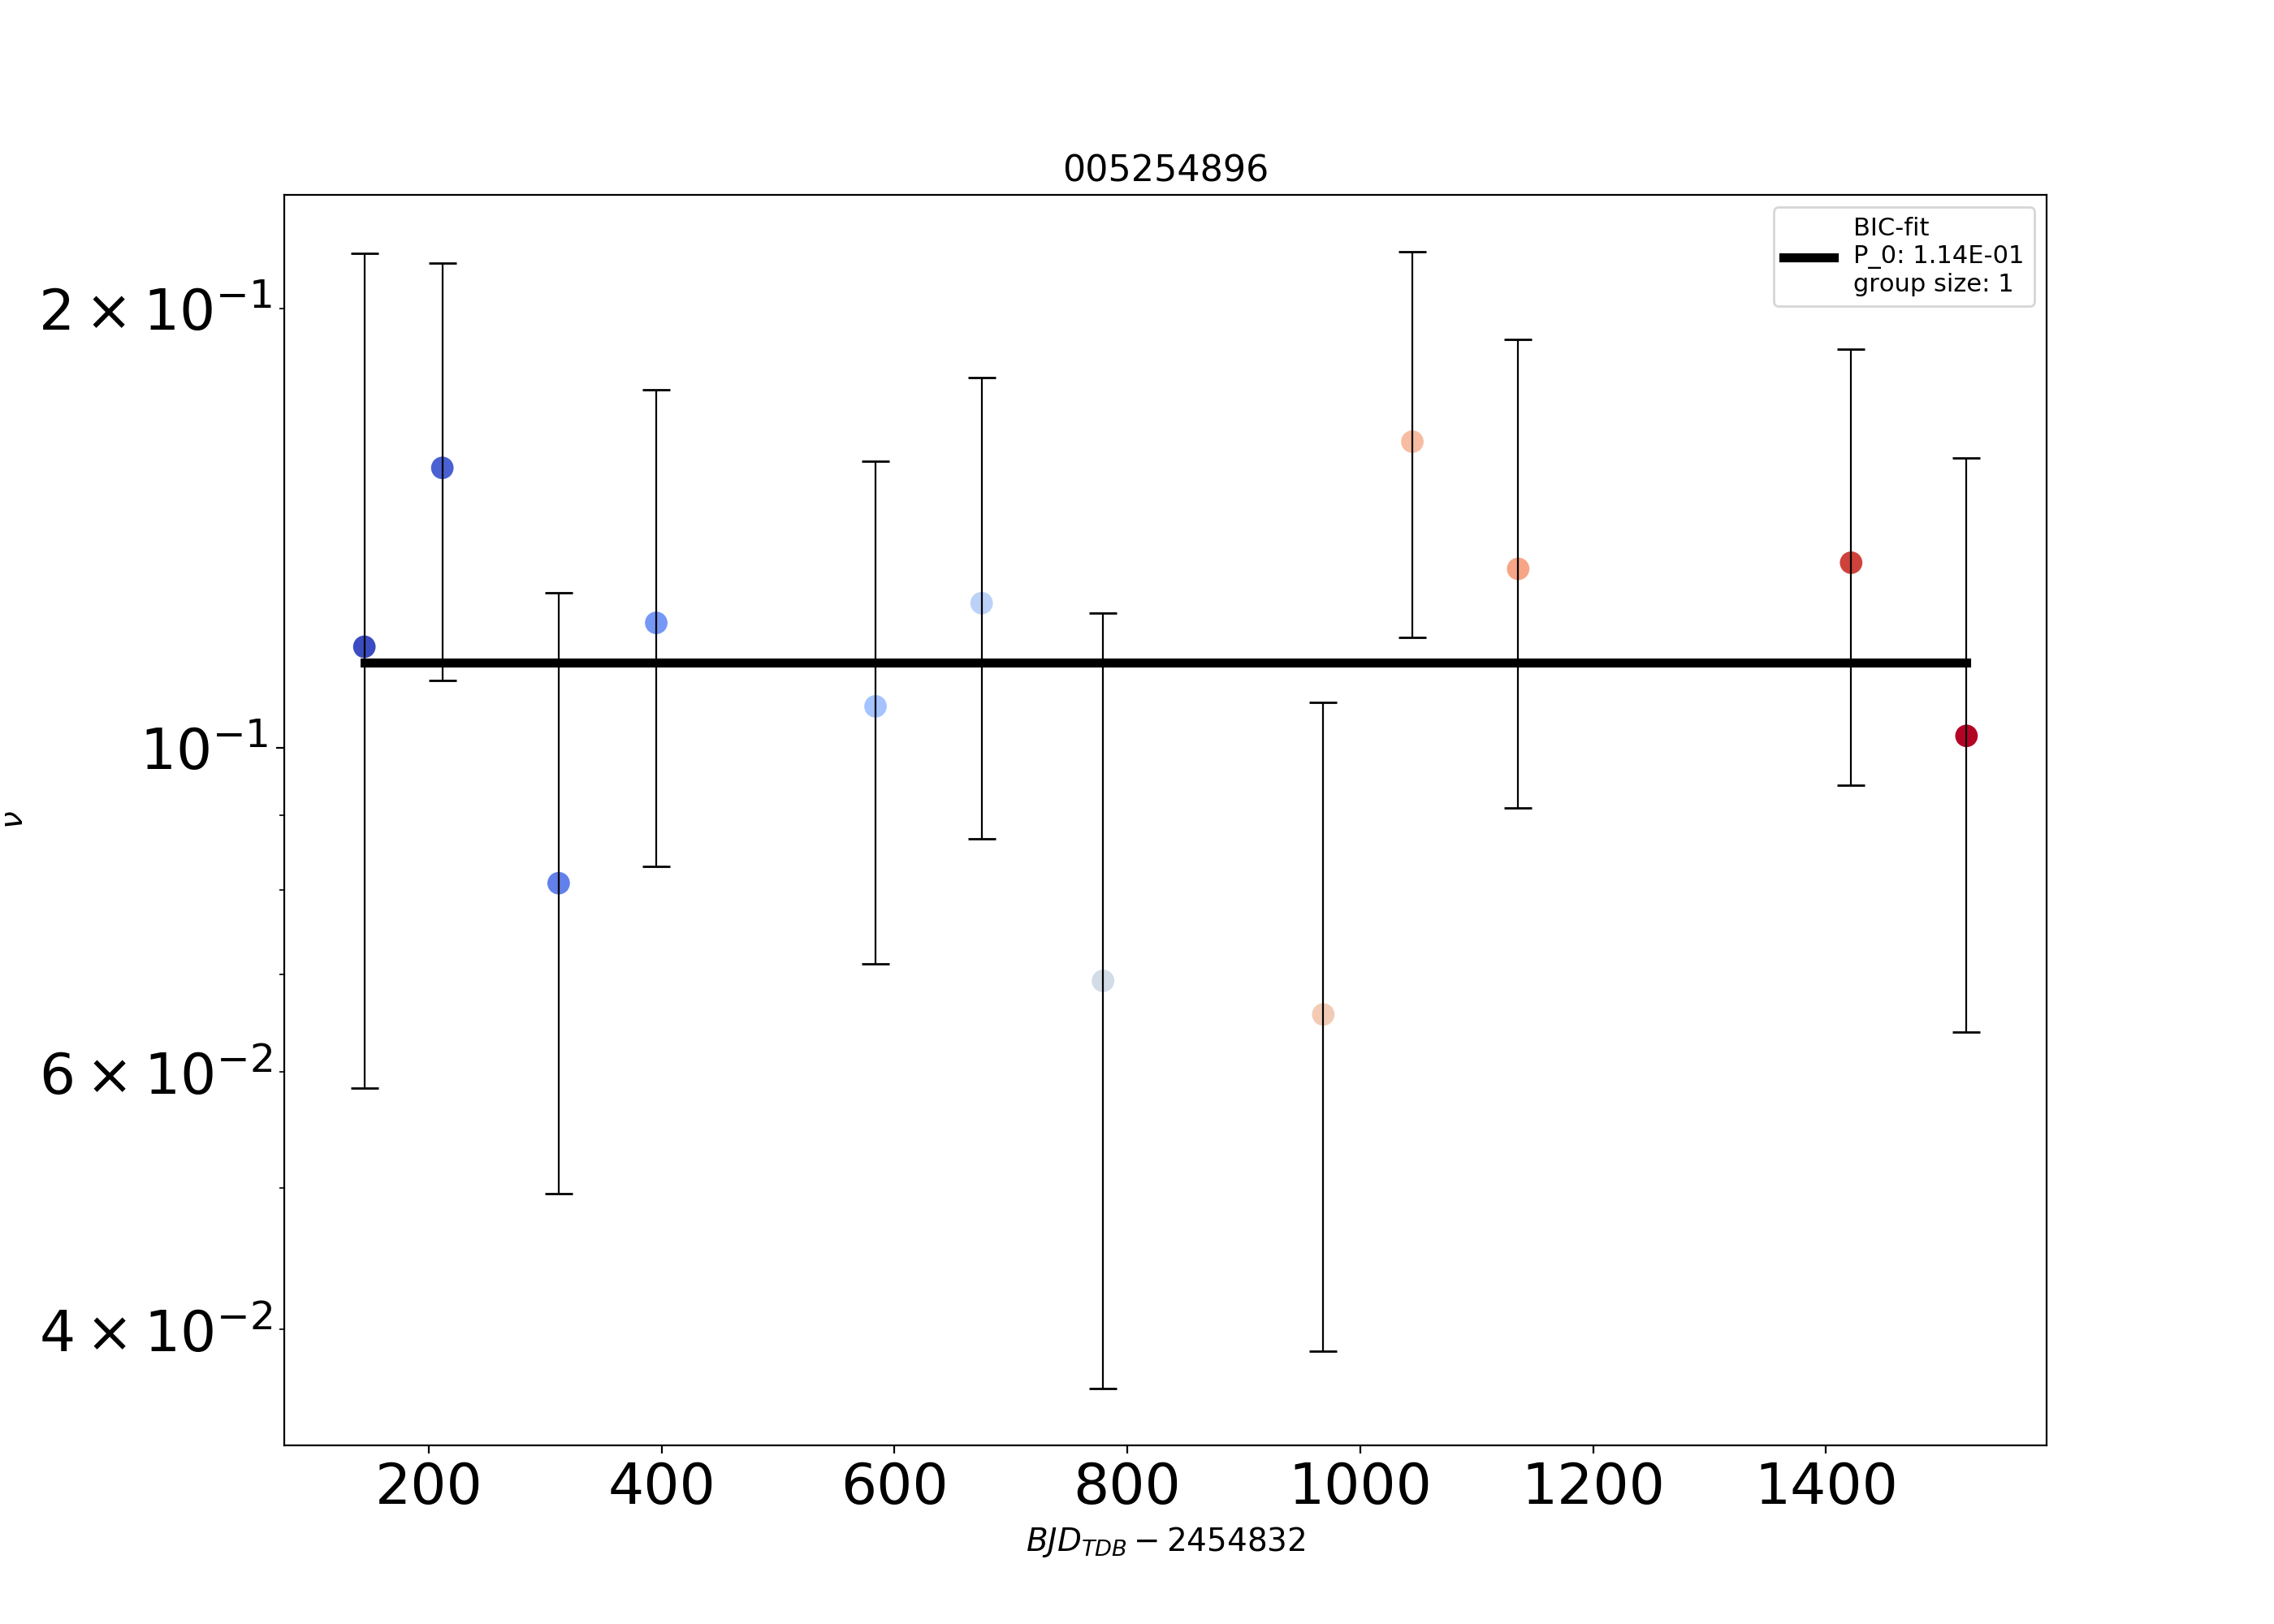 005254896
BIC-fit
P_0: 1.14E-01
group size: 1
2 × 10⁻¹
10⁻¹
6 × 10⁻²
4 × 10⁻²
ν
200 400 600 800 1000 1200 1400
BJD_TDB − 2454832